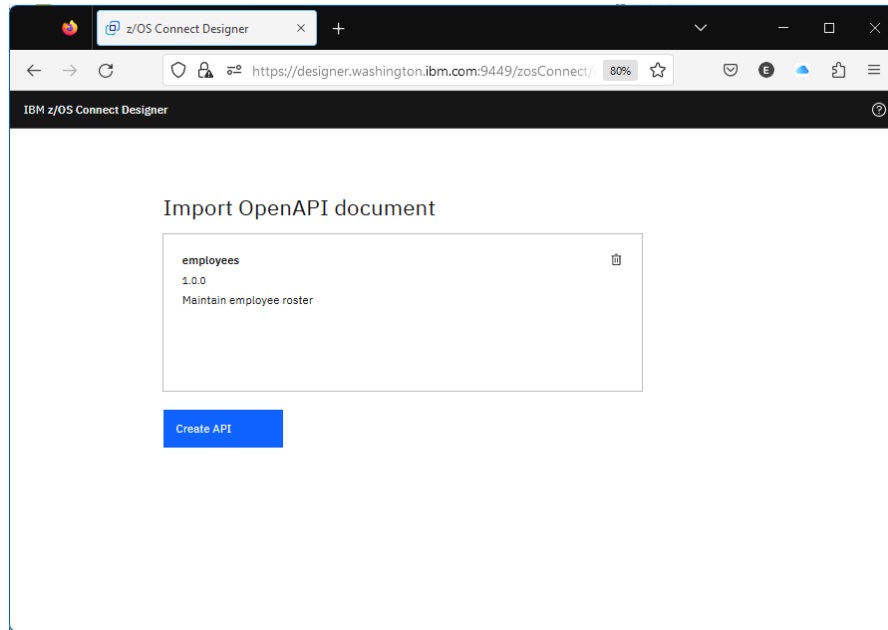 z/OS Connect Designer
https://designer.washington.ibm.com:9449/zosConnect/
80%
E
IBM z/OS Connect Designer
Import OpenAPI document
employees
1.0.0
Maintain employee roster
Create API